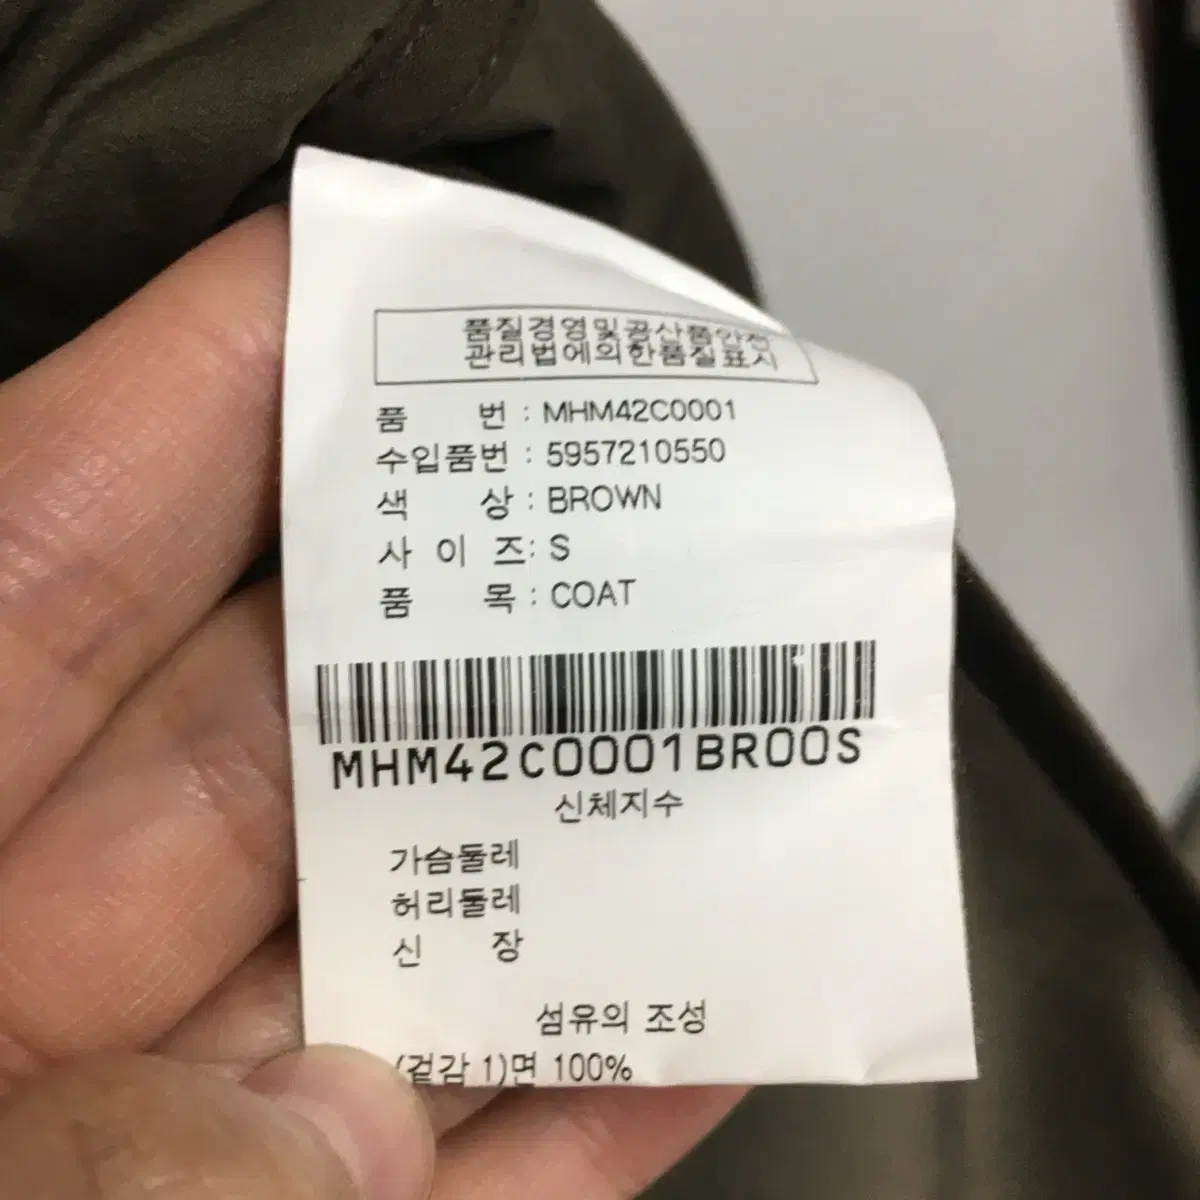 품질경영및공산품안전
관리법에의한품질표시
품 번 : MHM42C0001
수입품번 : 5957210550
색 상 : BROWN
사 이 즈 : S
품 목 : COAT
MHM42C0001BR00S
신체지수
가슴둘레
허리둘레
신 장
섬유의 조성
(겉감 1)면 100%